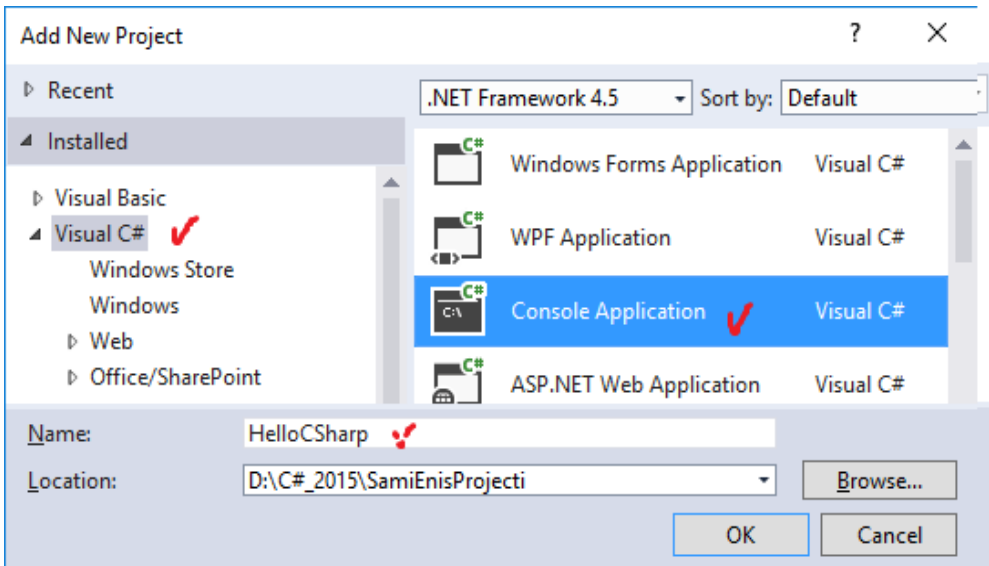 Add New Project ? ×
Recent
.NET Framework 4.5 Sort by: Default
Installed
Visual Basic
Visual C#
Windows Store
Windows
Web
Office/SharePoint
C# Windows Forms Application Visual C#
C# WPF Application Visual C#
C# C:\ Console Application Visual C#
C# ASP.NET Web Application Visual C#
Name: HelloCSharp
Location: D:\C#_2015\SamiEnisProjecti Browse...
OK Cancel